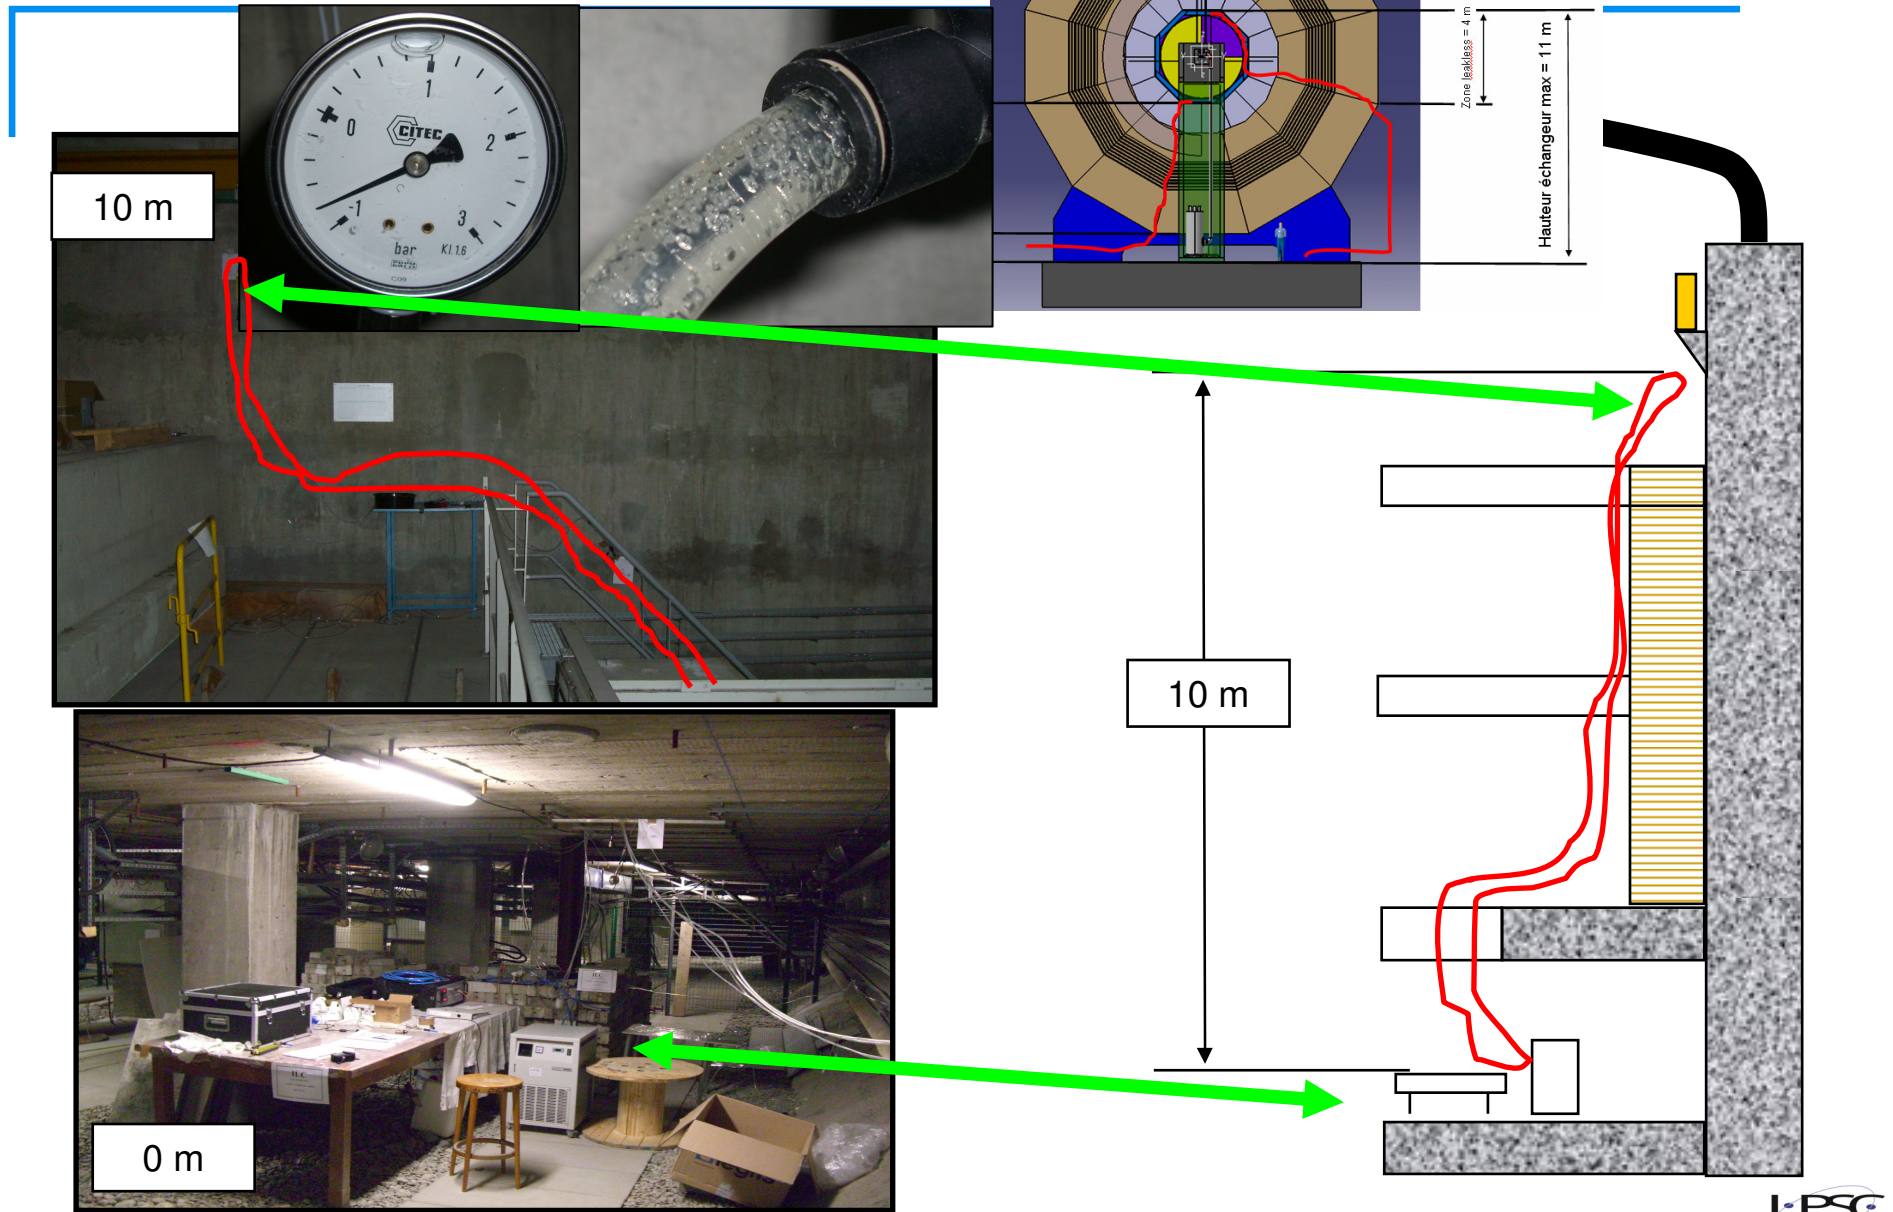 10 m
-1
0
1
2
3
CITEC
bar
Kl.1,6
Zone leakless = 4 m
Hauteur échangeur max = 11 m
10 m
0 m
LPSC